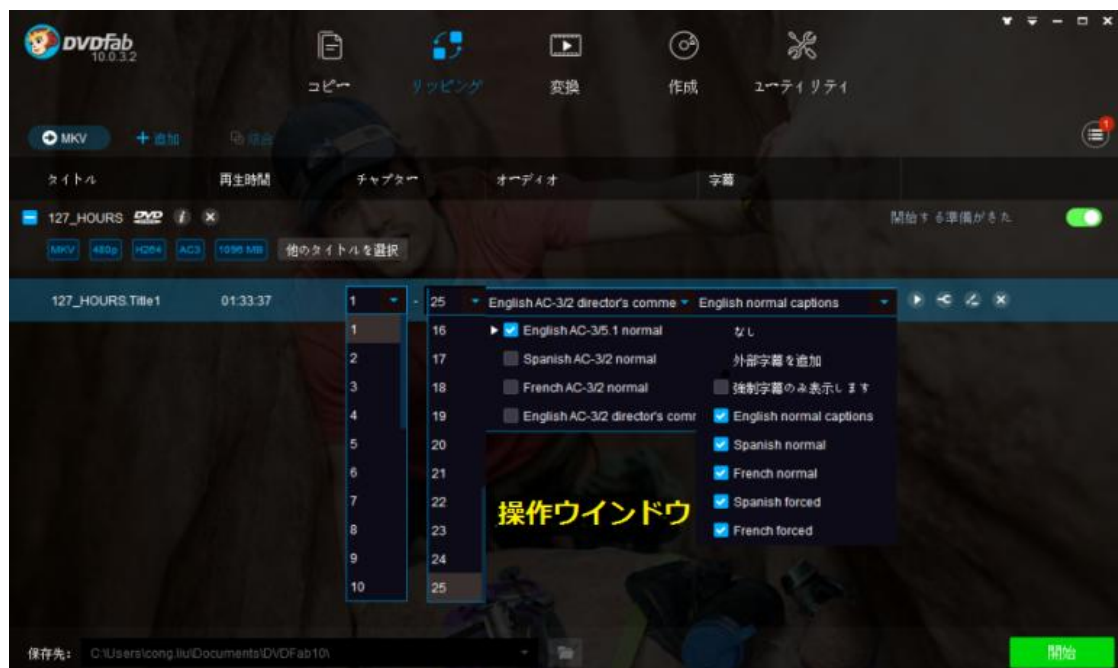 DVDFab
10.0.3.2
コピー リッピング 変換 作成 ユーティリティ
MKV 追加 結合 1
タイトル 再生時間 チャプター オーディオ 字幕
127_HOURS DVD i 開始する準備がきた
MKV 480p H264 AC3 1096 MB 他のタイトルを選択
127_HOURS.Title1 01:33:37 1 - 25 English AC-3/2 director's comme English normal captions
1 16 English AC-3/5.1 normal なし
2 17 Spanish AC-3/2 normal 外部字幕を追加
3 18 French AC-3/2 normal 強制字幕のみ表示します
4 19 English AC-3/2 director's comm English normal captions
5 20 Spanish normal
6 21 French normal
7 22 操作ウインドウ Spanish forced
8 23 French forced
9 24
10 25
保存先: C:\Users\cong.liu\Documents\DVDFab10\ 開始